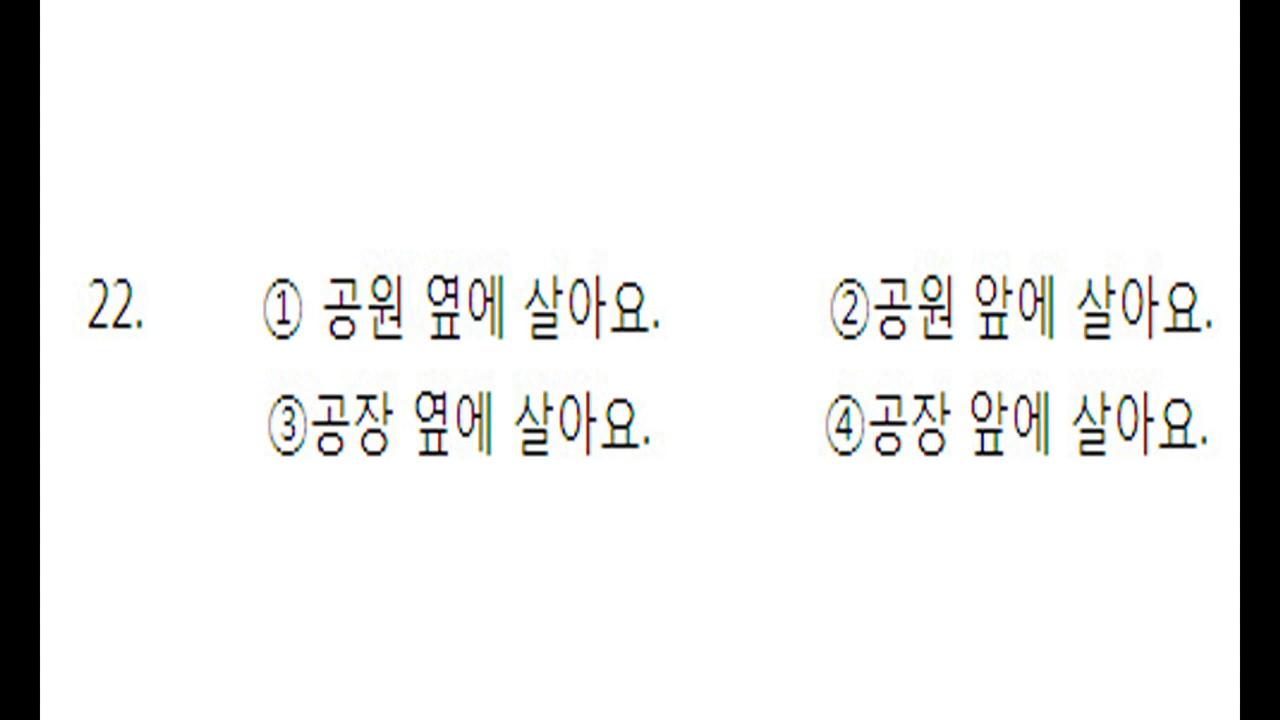 22. ① 공원 옆에 살아요. ②공원 앞에 살아요.
③공장 옆에 살아요. ④공장 앞에 살아요.